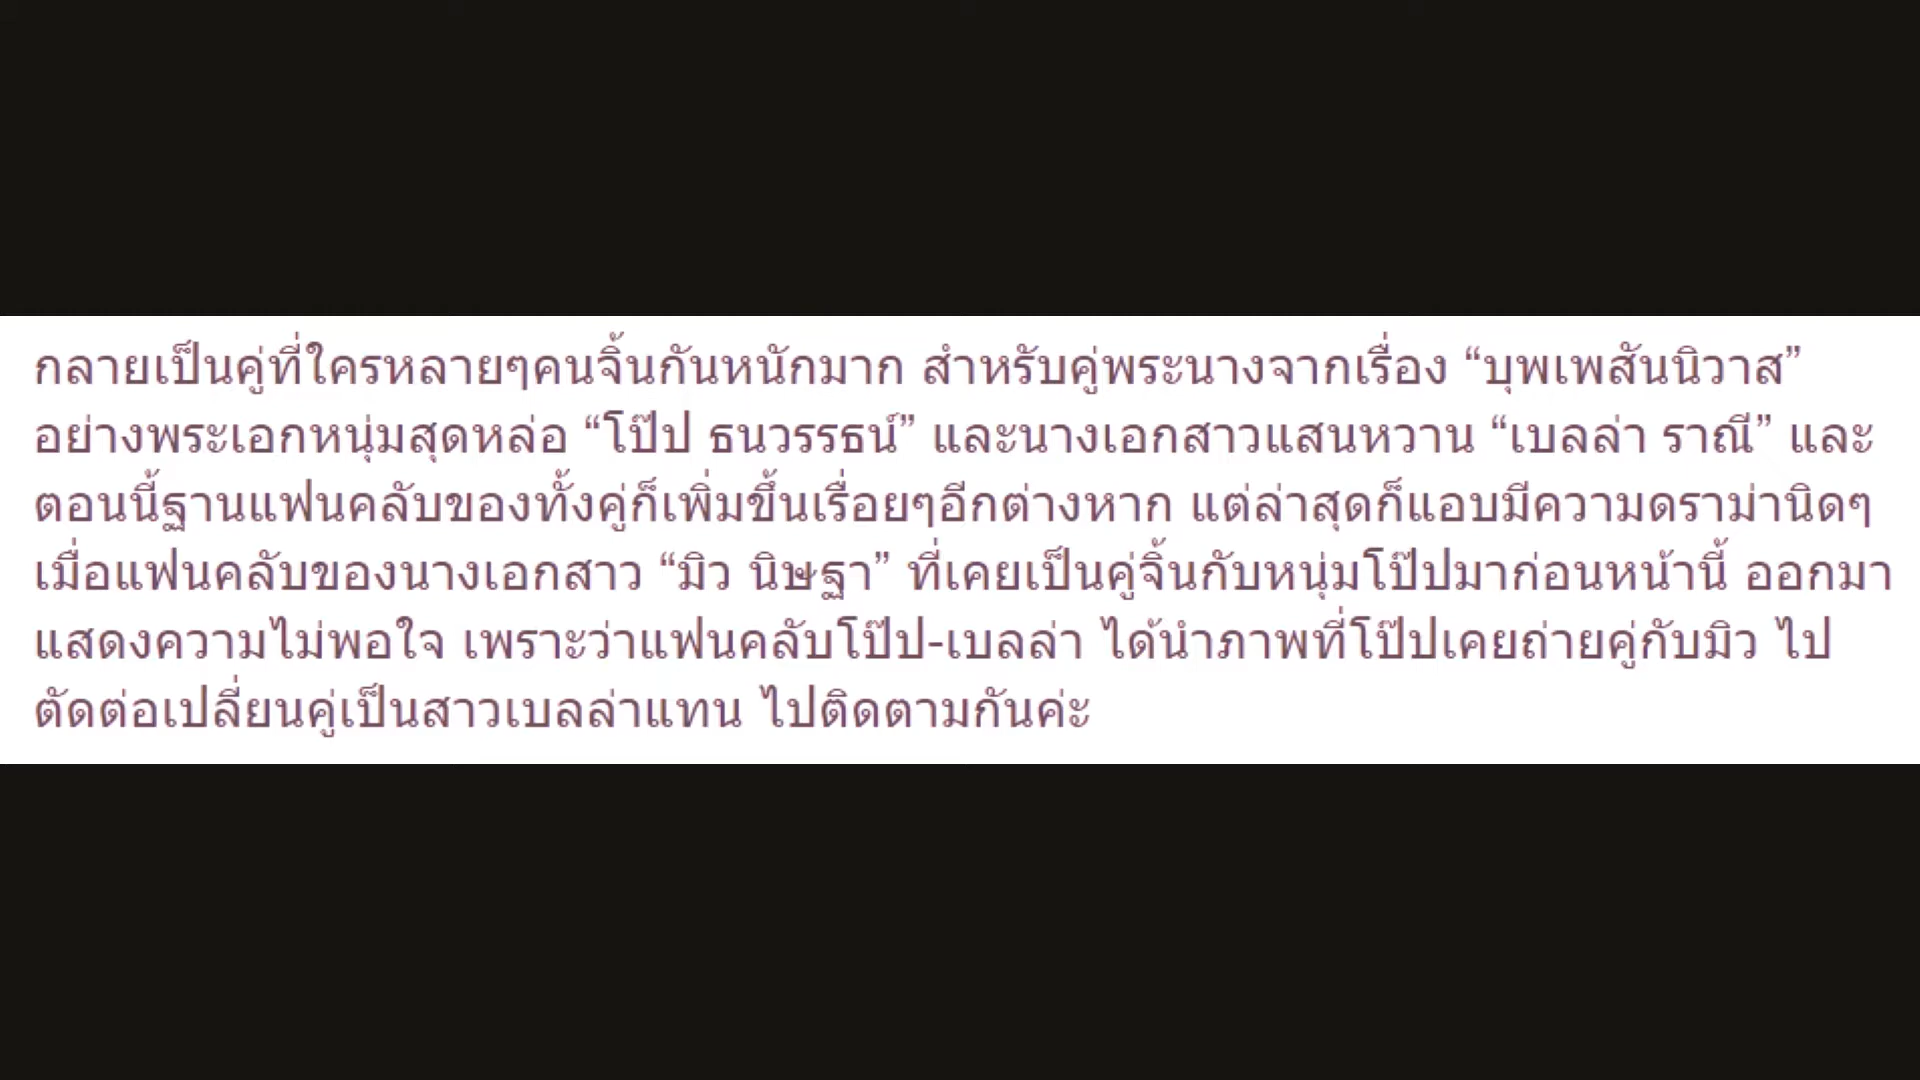 กลายเป็นคู่ที่ใครหลายๆคนจิ้นกันหนักมาก สำหรับคู่พระนางจากเรื่อง “บุพเพสันนิวาส”
อย่างพระเอกหนุ่มสุดหล่อ “โป๊ป ธนวรรธน์” และนางเอกสาวแสนหวาน “เบลล่า ราณี” และ
ตอนนี้ฐานแฟนคลับของทั้งคู่ก็เพิ่มขึ้นเรื่อยๆอีกต่างหาก แต่ล่าสุดก็แอบมีความดราม่านิดๆ
เมื่อแฟนคลับของนางเอกสาว “มิว นิษฐา” ที่เคยเป็นคู่จิ้นกับหนุ่มโป๊ปมาก่อนหน้านี้ ออกมา
แสดงความไม่พอใจ เพราะว่าแฟนคลับโป๊ป-เบลล่า ได้นำภาพที่โป๊ปเคยถ่ายคู่กับมิว ไป
ตัดต่อเปลี่ยนคู่เป็นสาวเบลล่าแทน ไปติดตามกันค่ะ